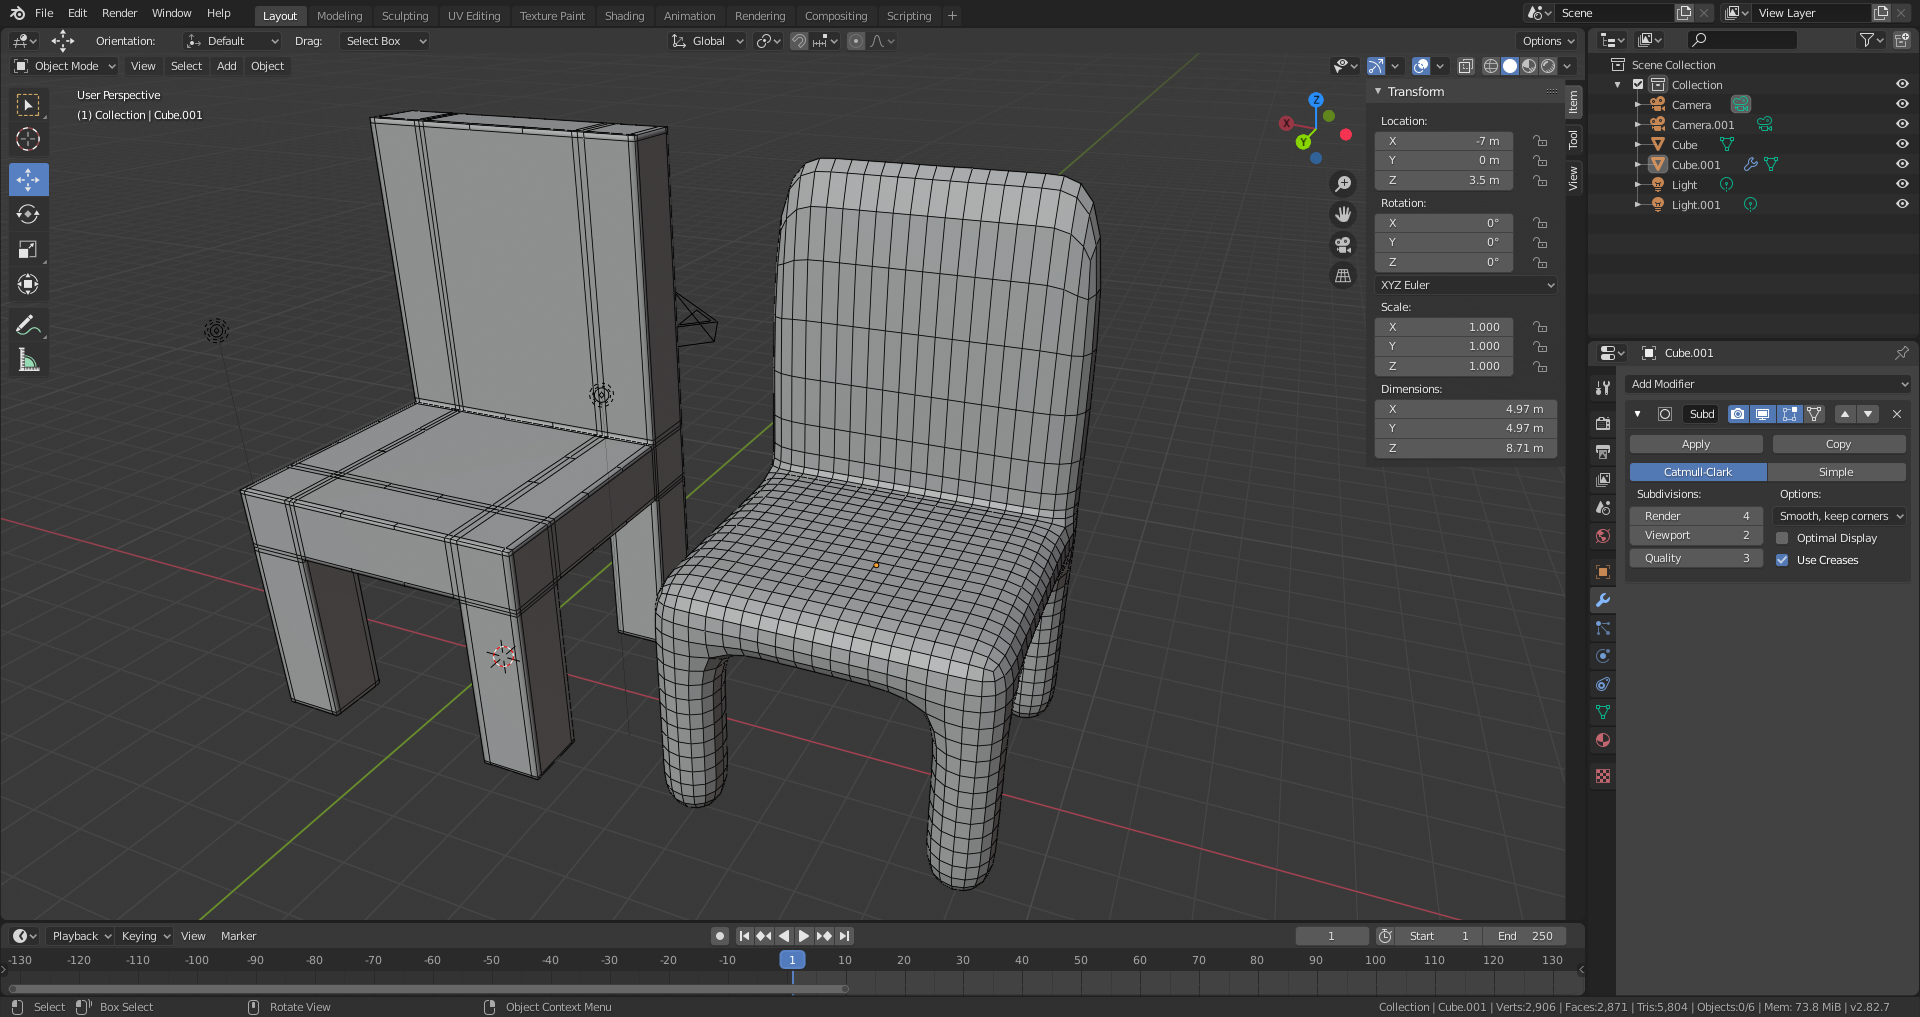 File Edit Render Window Help Layout Modeling Sculpting UV Editing Texture Paint Shading Animation Rendering Compositing Scripting + Scene View Layer
Orientation: Default Drag: Select Box Global Options
Object Mode View Select Add Object
User Perspective
(1) Collection | Cube.001
Z
X
Y
Transform
Location:
X -7 m
Y 0 m
Z 3.5 m
Rotation:
X 0°
Y 0°
Z 0°
XYZ Euler
Scale:
X 1.000
Y 1.000
Z 1.000
Dimensions:
X 4.97 m
Y 4.97 m
Z 8.71 m
Item
Tool
View
Scene Collection
Collection
Camera
Camera.001
Cube
Cube.001
Light
Light.001
Cube.001
Add Modifier
Subd
Apply Copy
Catmull-Clark Simple
Subdivisions: Options:
Render 4 Smooth, keep corners
Viewport 2 Optimal Display
Quality 3 Use Creases
Playback Keying View Marker 1 Start 1 End 250
-130 -120 -110 -100 -90 -80 -70 -60 -50 -40 -30 -20 -10 1 10 20 30 40 50 60 70 80 90 100 110 120 130
Select Box Select Rotate View Object Context Menu Collection | Cube.001 | Verts:2,906 | Faces:2,871 | Tris:5,804 | Objects:0/6 | Mem: 73.8 MiB | v2.82.7